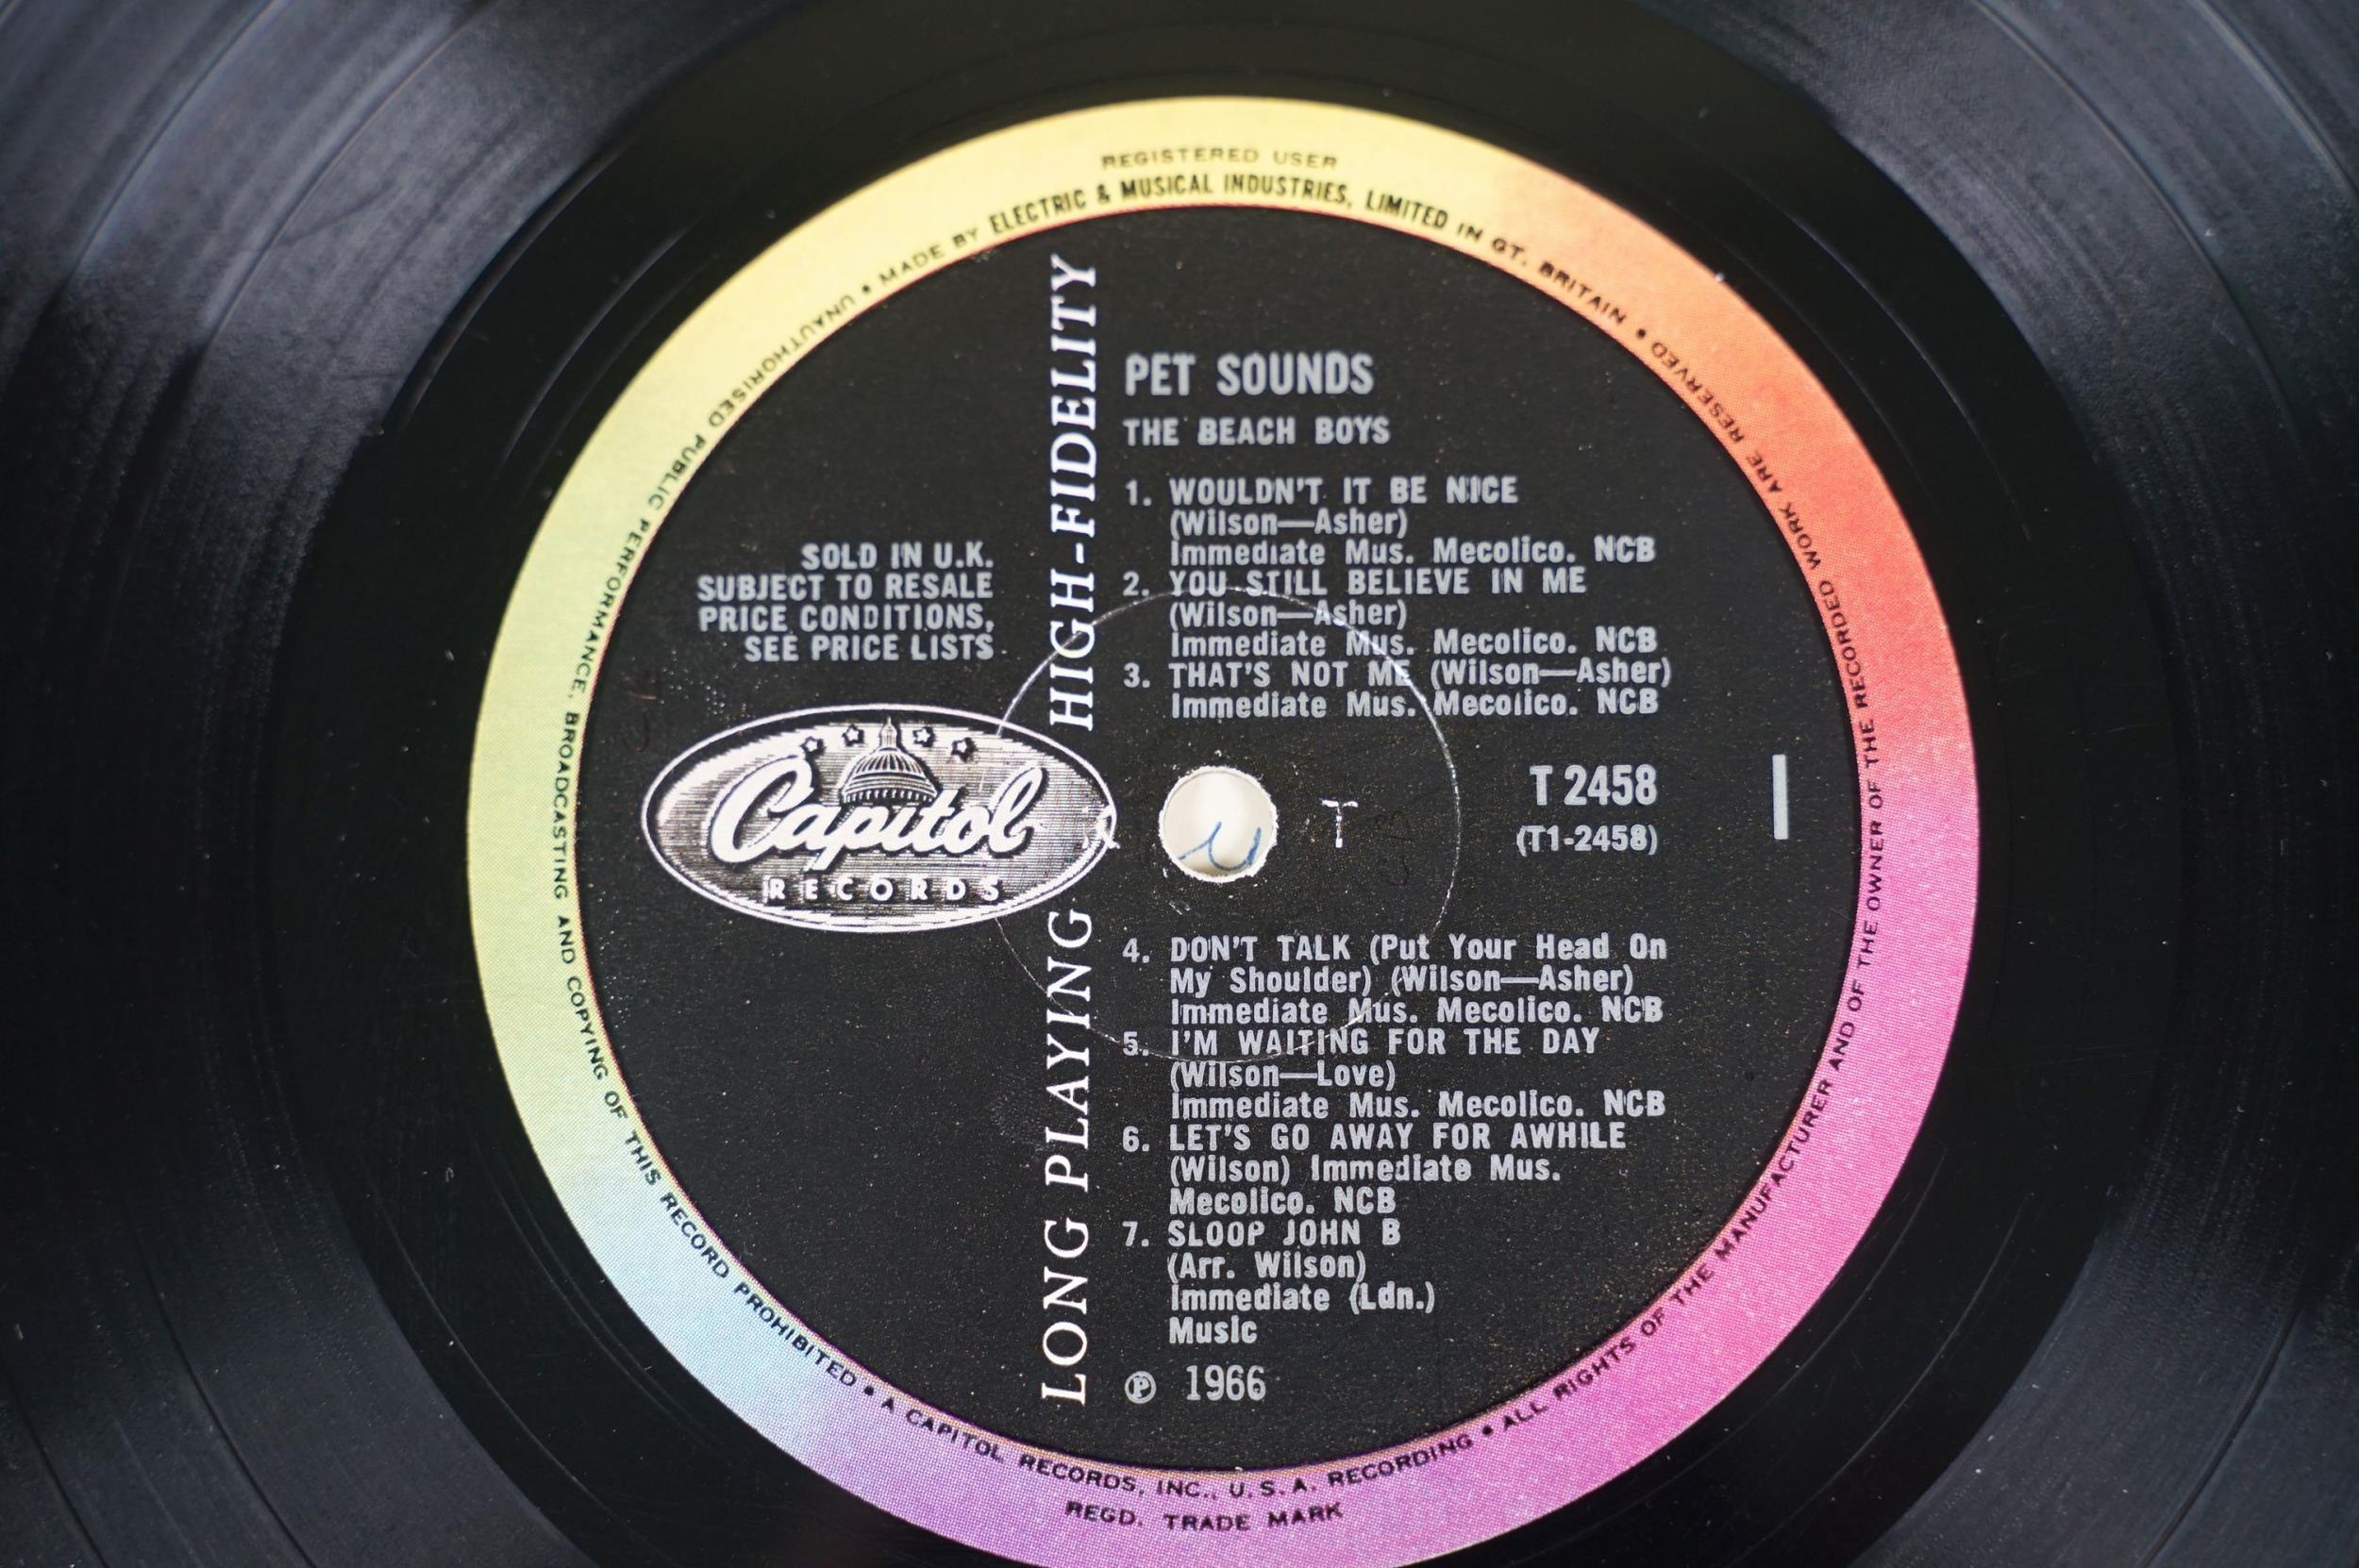 REGISTERED USER
• MADE BY ELECTRIC & MUSICAL INDUSTRIES, LIMITED IN GT. BRITAIN • ALL RIGHTS OF THE MANUFACTURER AND OF THE OWNER OF THE RECORDED WORK ARE RESERVED
UNAUTHORISED PUBLIC PERFORMANCE, BROADCASTING AND COPYING OF THIS RECORD PROHIBITED • A CAPITOL RECORDS, INC., U.S.A. RECORDING •
REGD. TRADE MARK
LONG PLAYING HIGH-FIDELITY
SOLD IN U.K.
SUBJECT TO RESALE
PRICE CONDITIONS,
SEE PRICE LISTS
Capitol
RECORDS
PET SOUNDS
THE BEACH BOYS
1. WOULDN'T IT BE NICE
(Wilson—Asher)
Immediate Mus. Mecolico. NCB
2. YOU STILL BELIEVE IN ME
(Wilson—Asher)
Immediate Mus. Mecolico. NCB
3. THAT'S NOT ME (Wilson—Asher)
Immediate Mus. Mecolico. NCB
T
T 2458
(T1-2458)
1
4. DON'T TALK (Put Your Head On
My Shoulder) (Wilson—Asher)
Immediate Mus. Mecolico. NCB
5. I'M WAITING FOR THE DAY
(Wilson—Love)
Immediate Mus. Mecolico. NCB
6. LET'S GO AWAY FOR AWHILE
(Wilson) Immediate Mus.
Mecolico. NCB
7. SLOOP JOHN B
(Arr. Wilson)
Immediate (Ldn.)
Music
℗ 1966